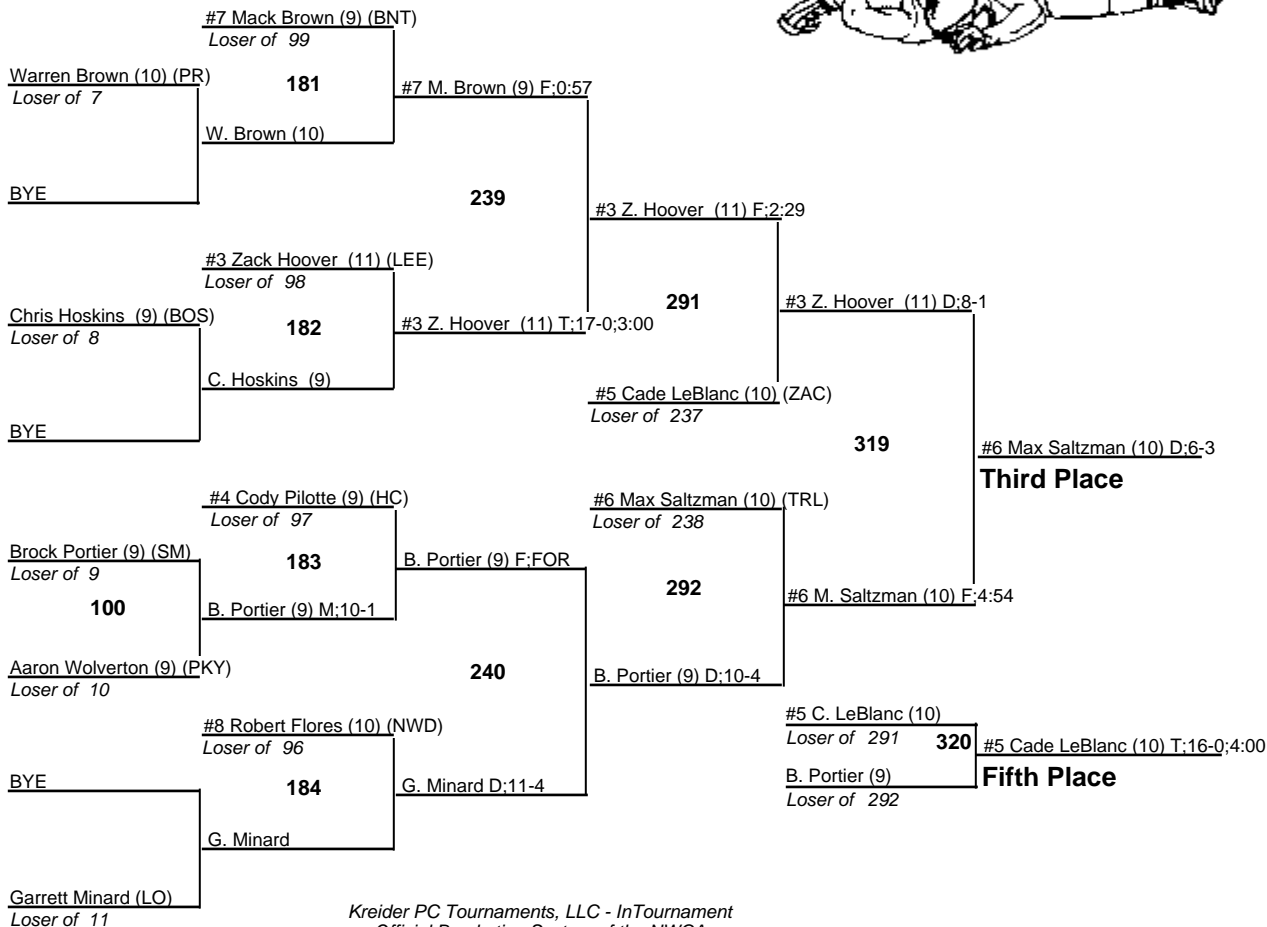 #7 Mack Brown (9) (BNT)
Loser of 99
Warren Brown (10) (PR)
Loser of 7
181
#7 M. Brown (9) F;0:57
W. Brown (10)
BYE
239
#3 Z. Hoover (11) F;2:29
#3 Zack Hoover (11) (LEE)
Loser of 98
Chris Hoskins (9) (BOS)
Loser of 8
182
#3 Z. Hoover (11) T;17-0;3:00
291
#3 Z. Hoover (11) D;8-1
C. Hoskins (9)
#5 Cade LeBlanc (10) (ZAC)
Loser of 237
BYE
319
#6 Max Saltzman (10) D;6-3
Third Place
#4 Cody Pilotte (9) (HC)
Loser of 97
#6 Max Saltzman (10) (TRL)
Loser of 238
Brock Portier (9) (SM)
Loser of 9
183
B. Portier (9) F;FOR
292
100
B. Portier (9) M;10-1
#6 M. Saltzman (10) F;4:54
Aaron Wolverton (9) (PKY)
Loser of 10
240
B. Portier (9) D;10-4
#8 Robert Flores (10) (NWD)
Loser of 96
#5 C. LeBlanc (10)
Loser of 291
320
#5 Cade LeBlanc (10) T;16-0;4:00
Fifth Place
BYE
184
G. Minard D;11-4
B. Portier (9)
Loser of 292
G. Minard
Garrett Minard (LO)
Loser of 11
Kreider PC Tournaments, LLC - InTournament